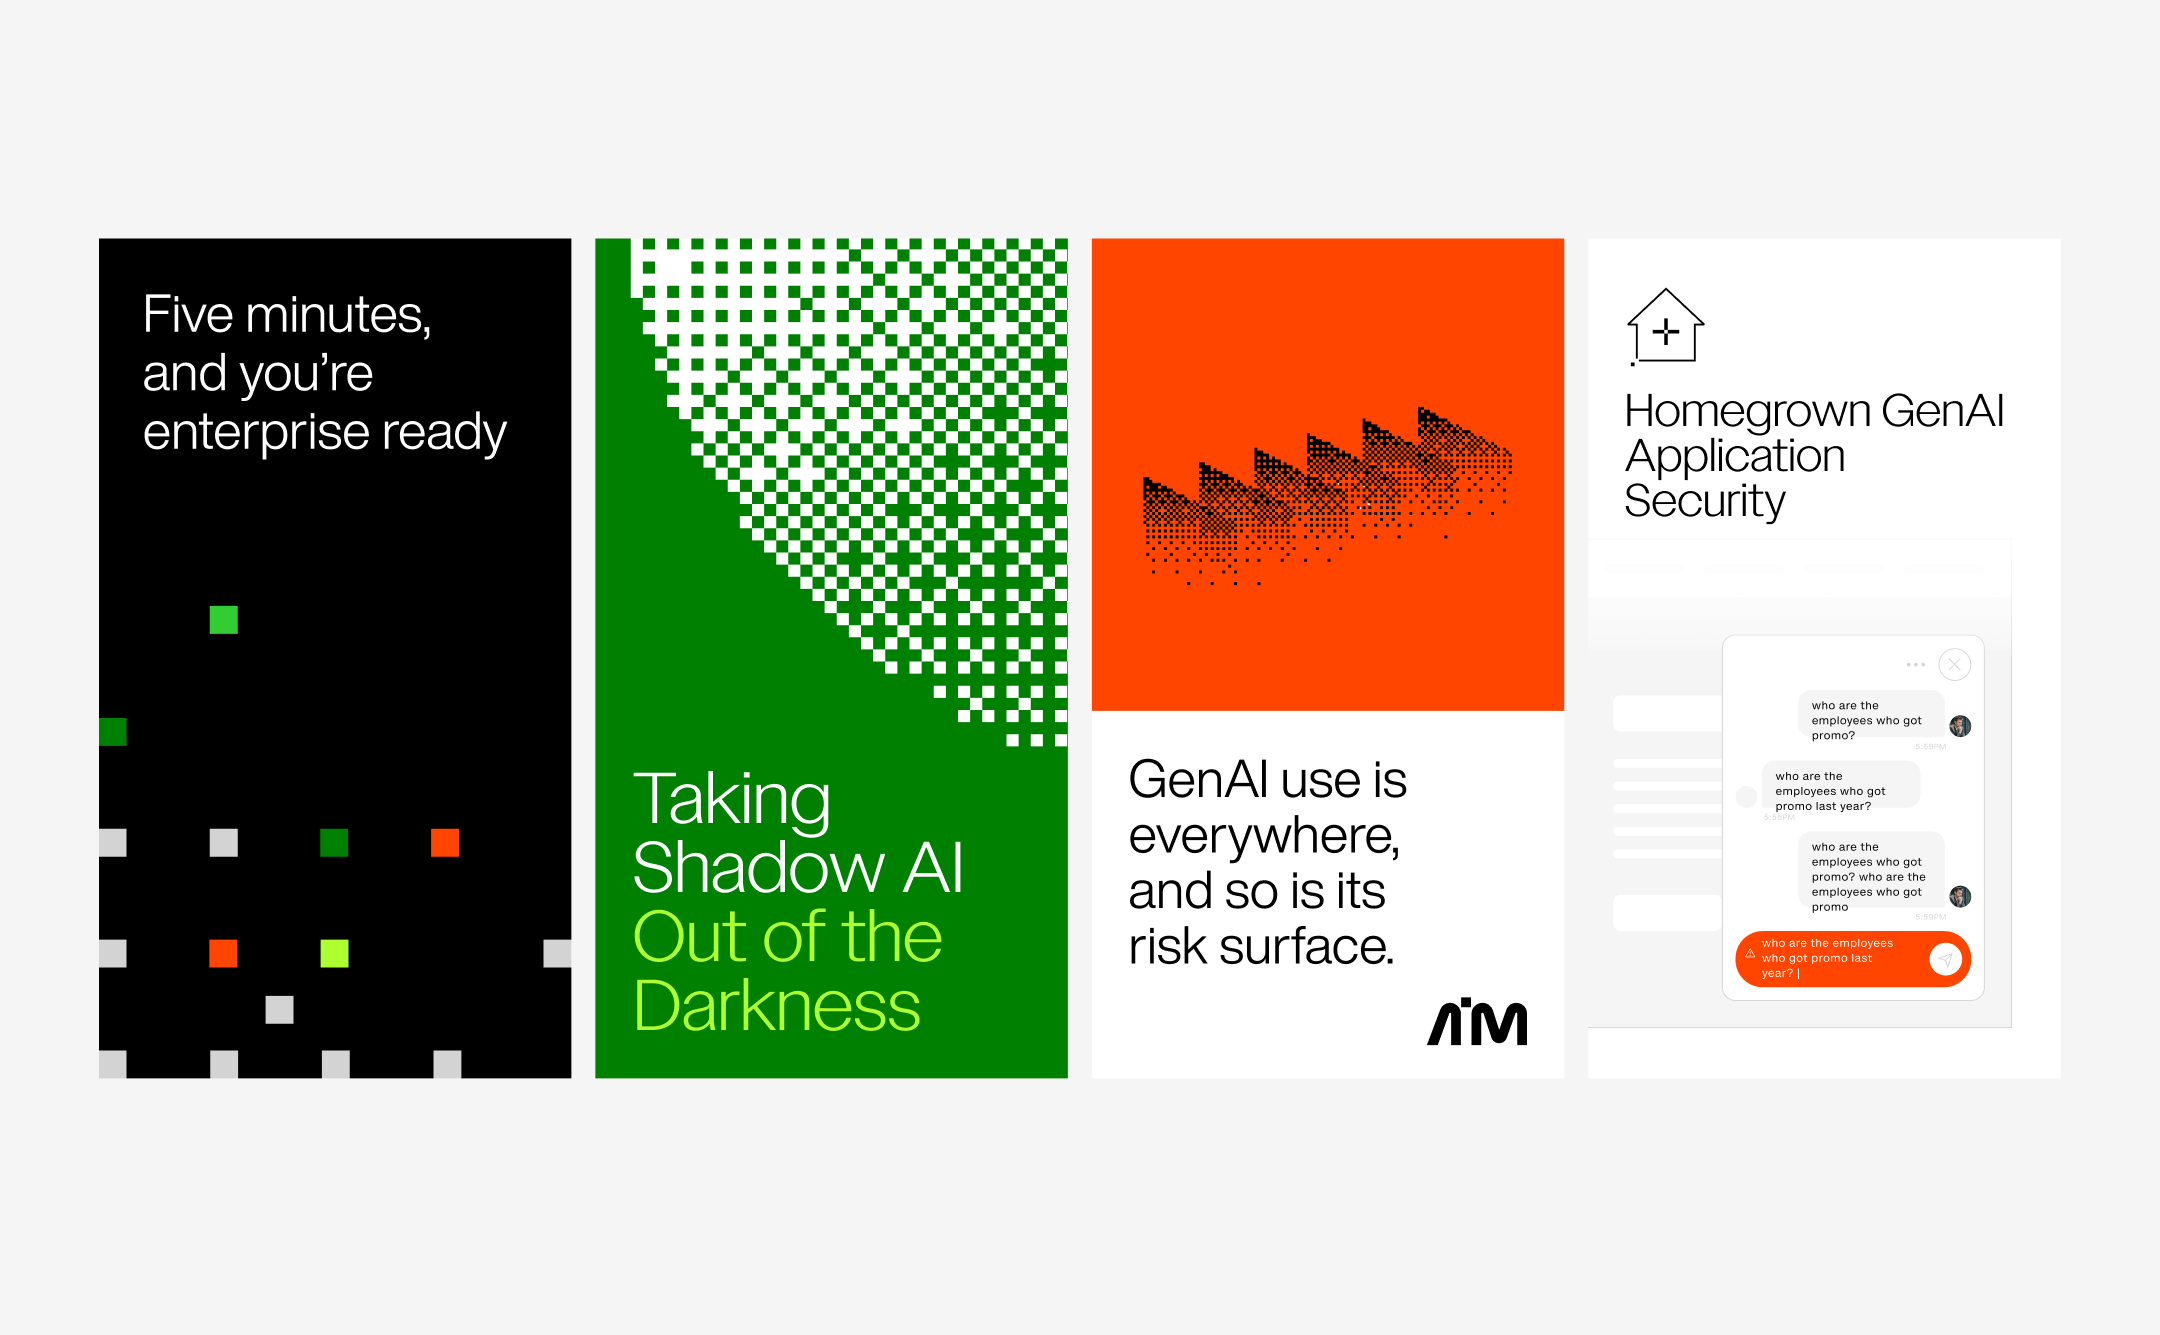 Five minutes,
and you’re
enterprise ready
Taking
Shadow AI
Out of the
Darkness
GenAI use is
everywhere,
and so is its
risk surface.
AIM
Homegrown GenAI
Application
Security
who are the
employees who got
promo?
5:59PM
who are the
employees who got
promo last year?
5:59PM
who are the
employees who got
promo? who are the
employees who got
promo
5:59PM
who are the employees
who got promo last
year?